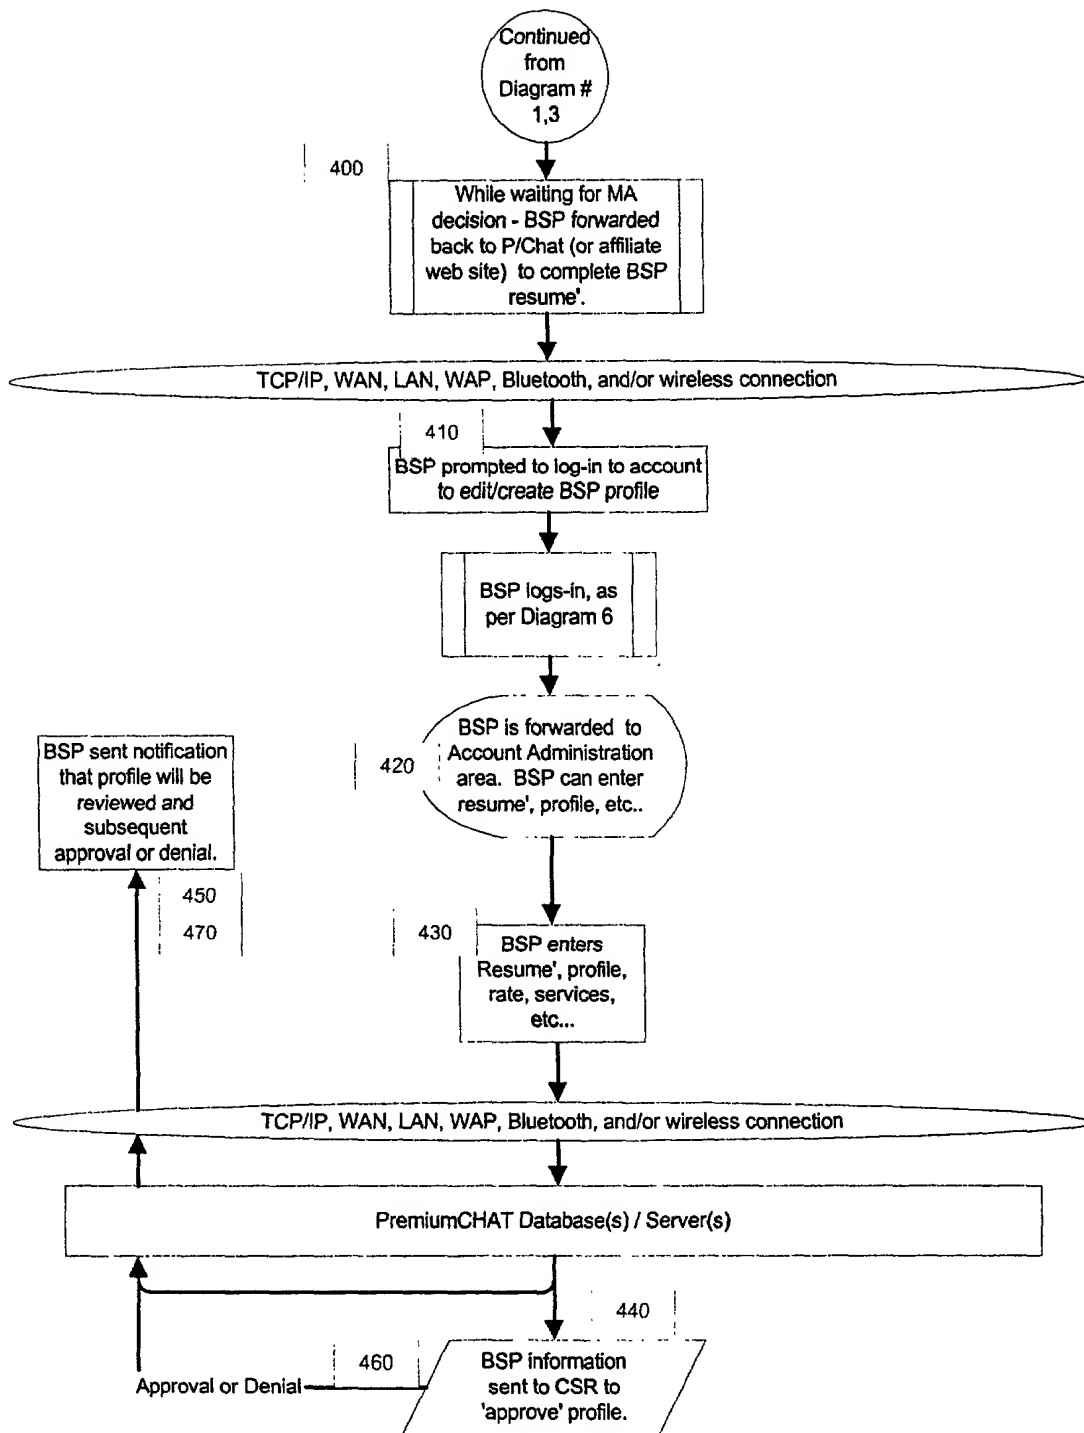 Continued
from
Diagram #
1,3
400
While waiting for MA
decision - BSP forwarded
back to P/Chat (or affiliate
web site) to complete BSP
resume'.
TCP/IP, WAN, LAN, WAP, Bluetooth, and/or wireless connection
410
BSP prompted to log-in to account
to edit/create BSP profile
BSP logs-in, as
per Diagram 6
BSP is forwarded to
Account Administration
area. BSP can enter
resume', profile, etc..
420
BSP sent notification
that profile will be
reviewed and
subsequent
approval or denial.
450
470
430
BSP enters
Resume', profile,
rate, services,
etc...
TCP/IP, WAN, LAN, WAP, Bluetooth, and/or wireless connection
PremiumCHAT Database(s) / Server(s)
440
460
BSP information
sent to CSR to
'approve' profile.
Approval or Denial